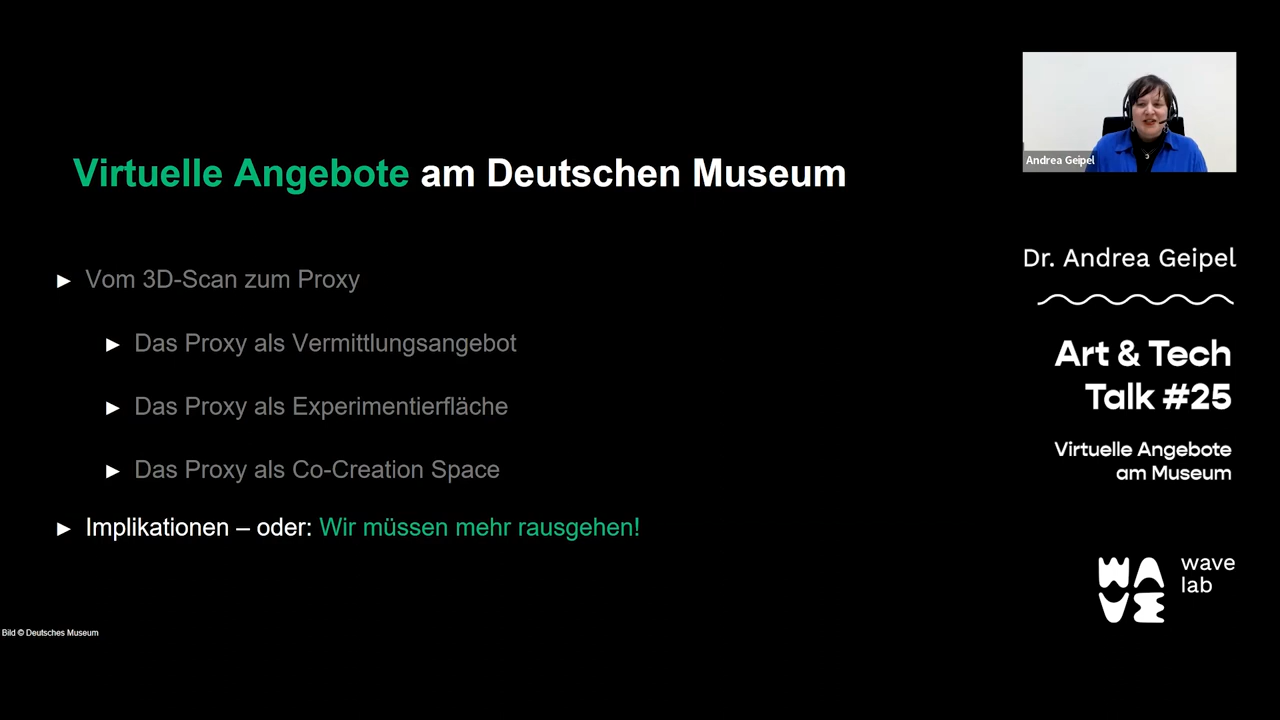 Virtuelle Angebote am Deutschen Museum
► Vom 3D-Scan zum Proxy
► Das Proxy als Vermittlungsangebot
► Das Proxy als Experimentierfläche
► Das Proxy als Co-Creation Space
► Implikationen – oder: Wir müssen mehr rausgehen!
Bild © Deutsches Museum
Andrea Geipel
Dr. Andrea Geipel
Art & Tech
Talk #25
Virtuelle Angebote
am Museum
WAVE
wave
lab